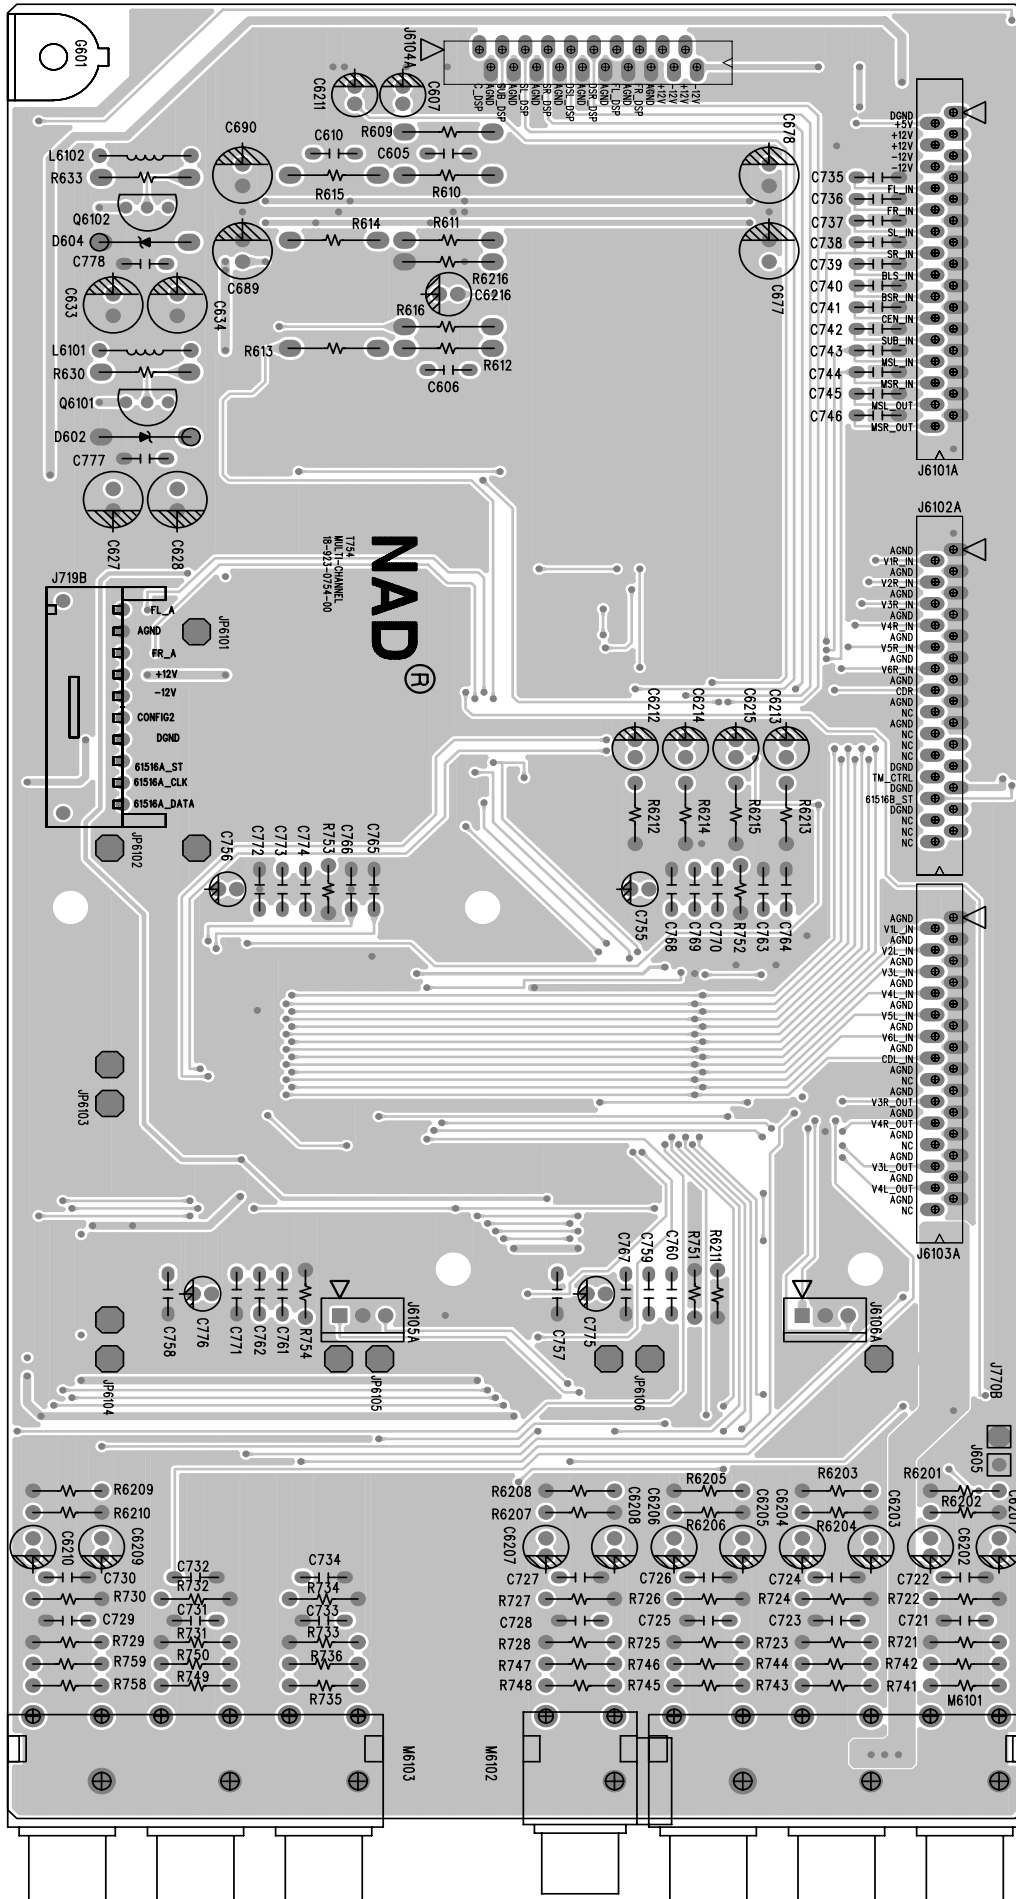 G601
J6104A
C6211
C607
C_DSP
AGND
SUB_DSP
AGND
SL_DSP
AGND
SR_DSP
AGND
DSL_DSP
AGND
DSR_DSP
AGND
FL_DSP
AGND
FR_DSP
AGND
+12V
+12V
-12V
+12V
-12V
C690
C610
R609
C605
C678
L6102
R633
R615
R610
Q6102
R614
R611
D604
C778
C689
R6216
C6216
C677
C633
C634
R616
L6101
R613
R612
R630
C606
Q6101
D602
C777
C627
C628
DGND
+5V
+12V
+12V
-12V
-12V
C735
FL_IN
C736
FR_IN
C737
SL_IN
C738
SR_IN
C739
BLS_IN
C740
BSR_IN
C741
CEN_IN
C742
SUB_IN
C743
MSL_IN
C744
MSR_IN
C745
MSL_OUT
C746
MSR_OUT
J6101A
J6102A
T754
MULTI-CHANNEL
18-923-0754-00
NAD®
AGND
V1R_IN
AGND
V2R_IN
AGND
V3R_IN
AGND
V4R_IN
AGND
V5R_IN
AGND
V6R_IN
AGND
CDR
AGND
NC
AGND
NC
NC
NC
DGND
TM_CTRL
DGND
61516B_ST
DGND
NC
NC
NC
J719B
FL_A
AGND
FR_A
+12V
-12V
CONFIG2
DGND
61516A_ST
61516A_CLK
61516A_DATA
JP6101
JP6102
C6212
C6214
C6215
C6213
R6212
R6214
R6215
R6213
C756
C772
C773
C774
R753
C766
C765
C755
C768
C769
C770
R752
C763
C764
AGND
V1L_IN
AGND
V2L_IN
AGND
V3L_IN
AGND
V4L_IN
AGND
V5L_IN
AGND
V6L_IN
AGND
CDL_IN
AGND
NC
AGND
V3R_OUT
AGND
V4R_OUT
AGND
NC
AGND
V3L_OUT
AGND
V4L_OUT
AGND
NC
J6103A
JP6103
C758
C776
C771
C762
C761
R754
J6105A
C757
C775
C767
C759
C760
R751
R6211
J6106A
JP6104
JP6105
JP6106
J770B
J605
R6209
R6210
C6210
C6209
R6208
R6207
C6207
C6208
C6206
R6205
R6206
C6205
C6204
R6203
R6204
C6203
R6201
R6202
C6202
C6201
C730
C732
C734
C727
C726
C724
C722
R730
R732
R734
R727
R726
R724
R722
C729
C731
C733
C728
C725
C723
C721
R729
R731
R733
R728
R725
R723
R721
R759
R750
R736
R747
R746
R744
R742
R758
R749
R735
R748
R745
R743
R741
M6101
M6103
M6102